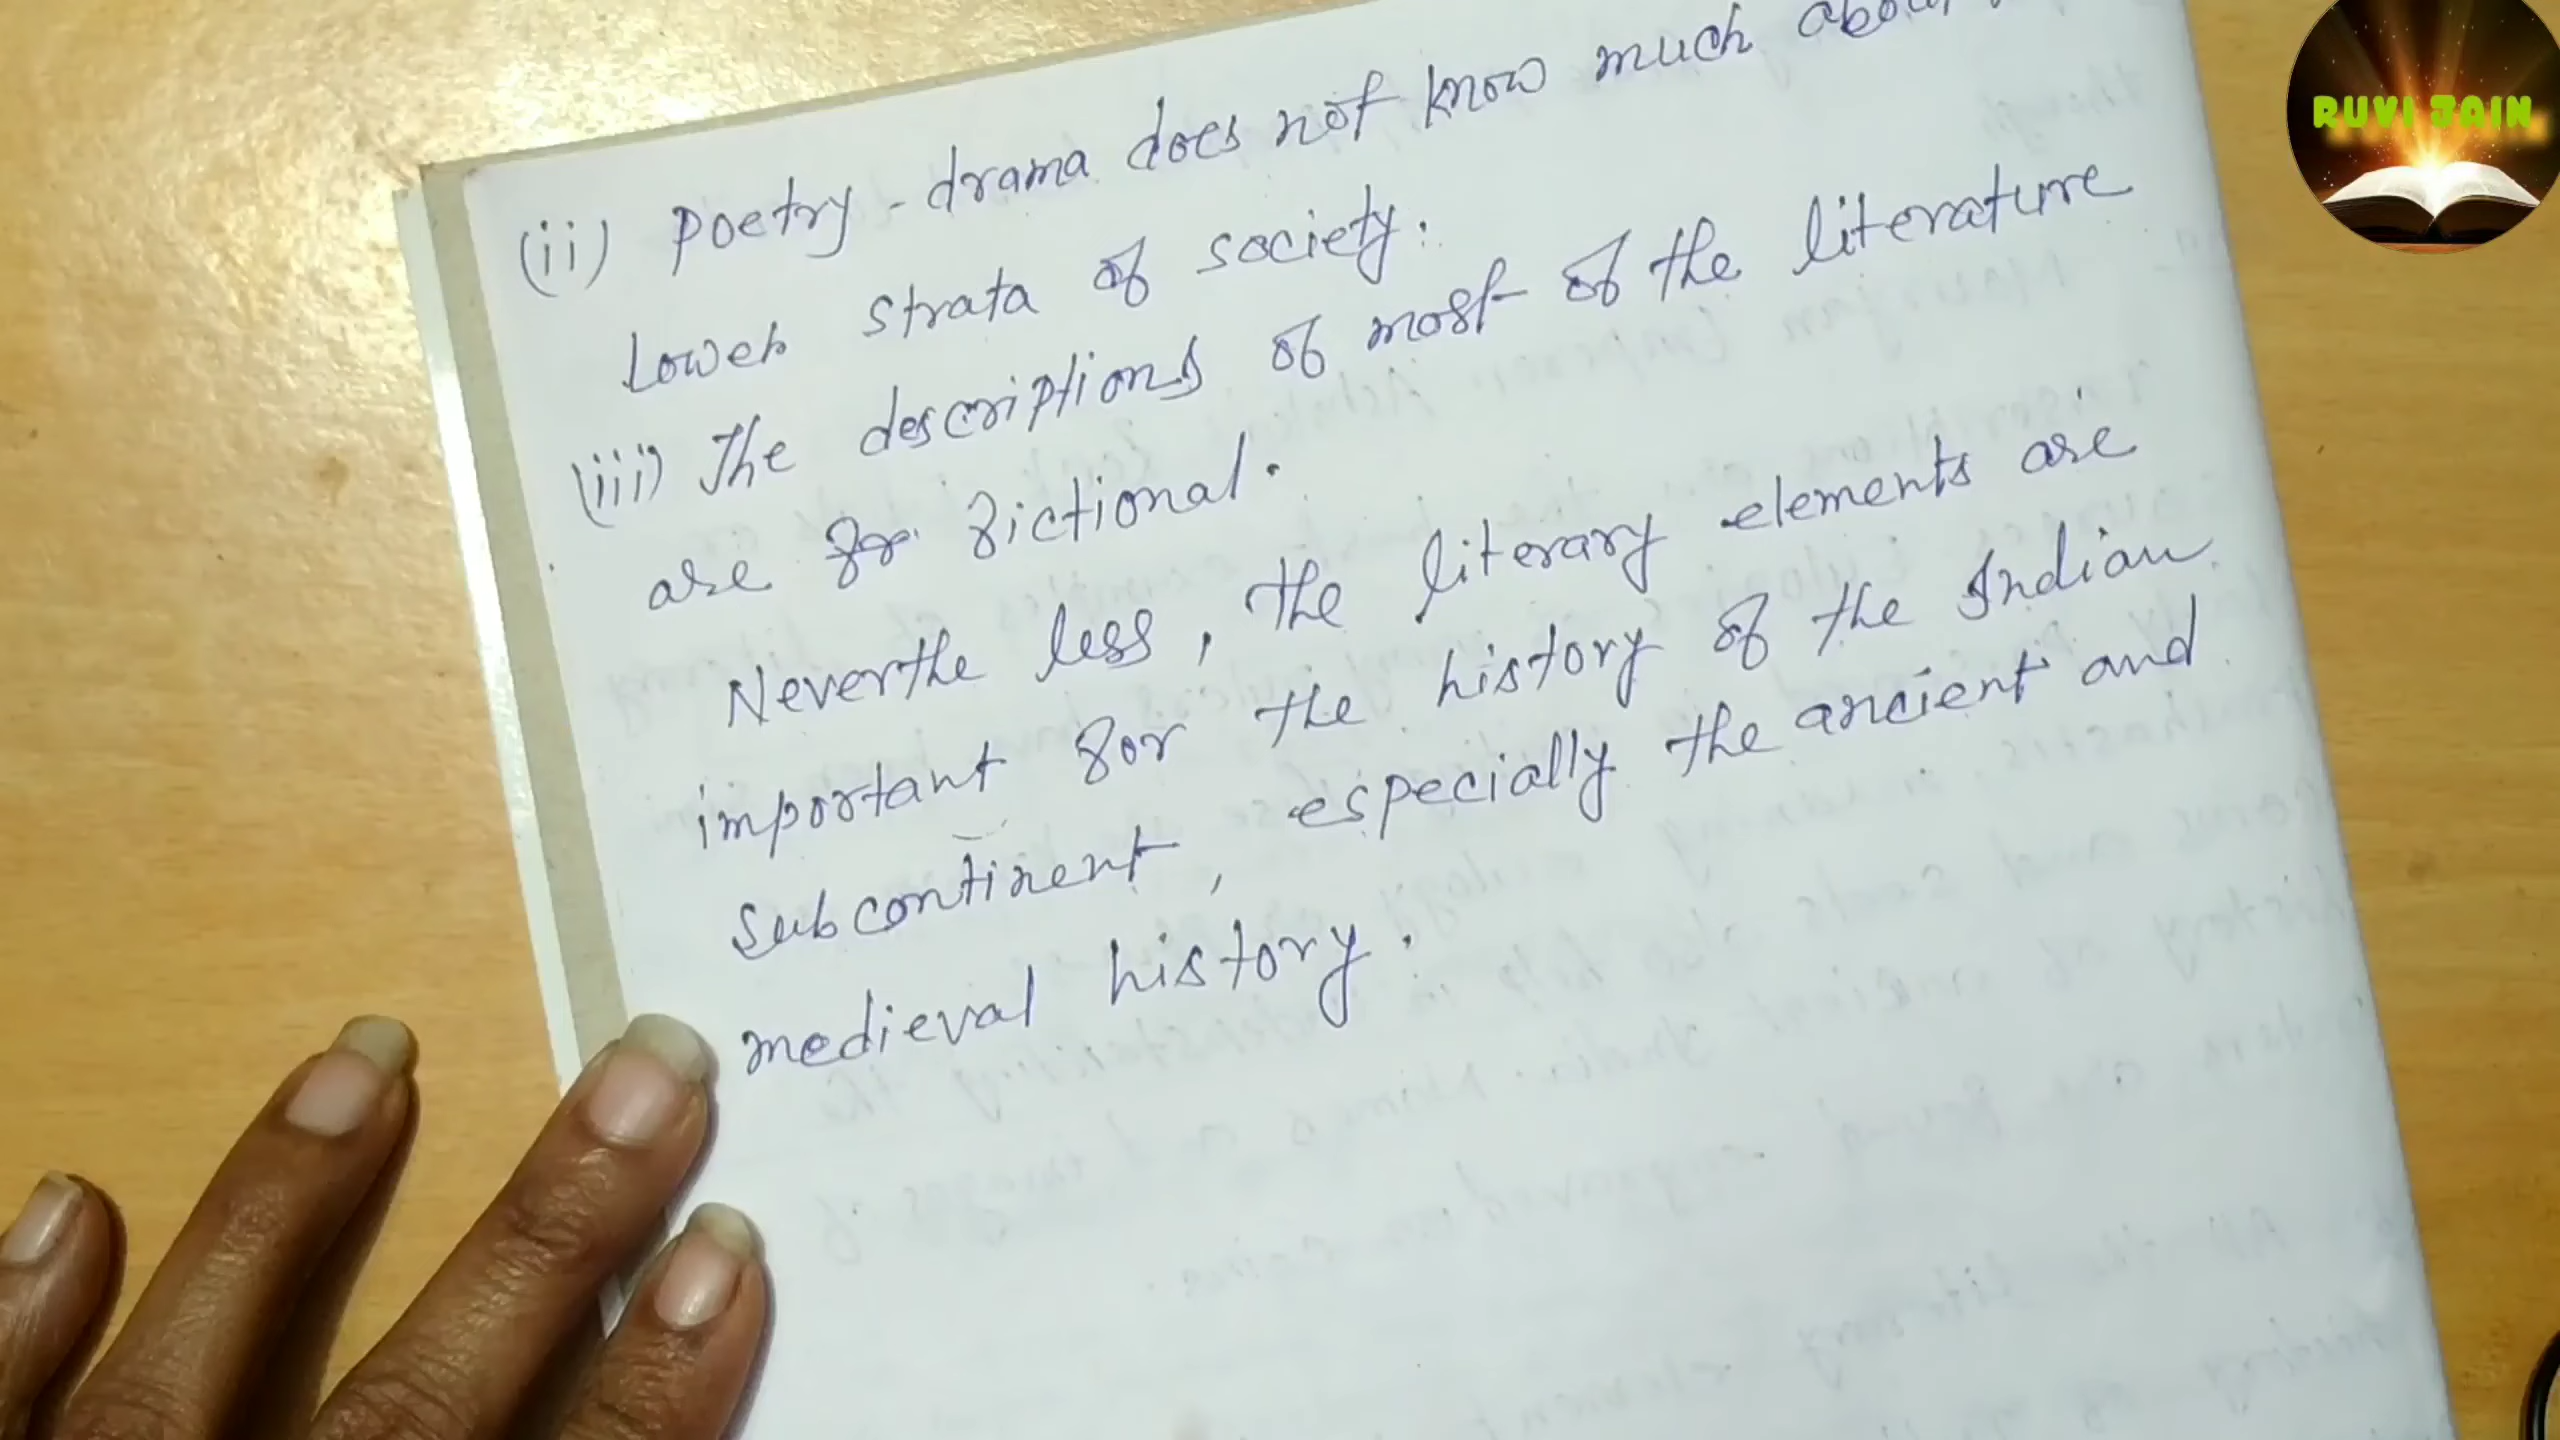 (ii) Poetry - drama does not know much about
Lower strata of society.
(iii) The descriptions of most of the literature
are fictional.
Neverthe less, the literary elements are
important for the history of the Indian
subcontinent, especially the ancient and
medieval history.
RUVI JAIN